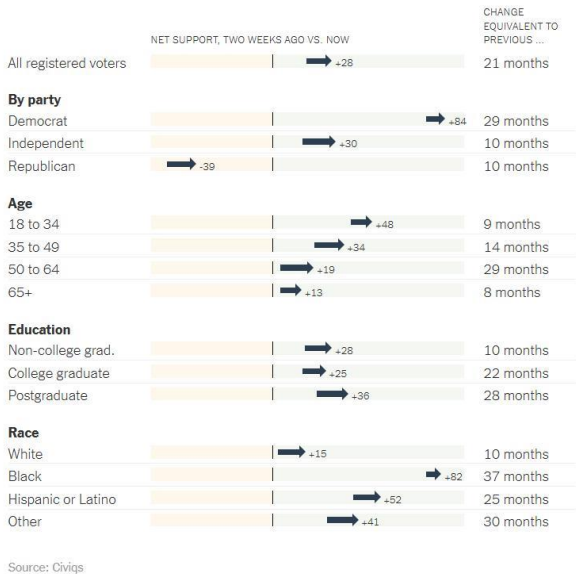 CHANGE
EQUIVALENT TO
NET SUPPORT, TWO WEEKS AGO VS. NOW PREVIOUS ...
All registered voters +28 21 months
By party
Democrat +84 29 months
Independent +30 10 months
Republican -39 10 months
Age
18 to 34 +48 9 months
35 to 49 +34 14 months
50 to 64 +19 29 months
65+ +13 8 months
Education
Non-college grad. +28 10 months
College graduate +25 22 months
Postgraduate +36 28 months
Race
White +15 10 months
Black +82 37 months
Hispanic or Latino +52 25 months
Other +41 30 months
Source: Civiqs